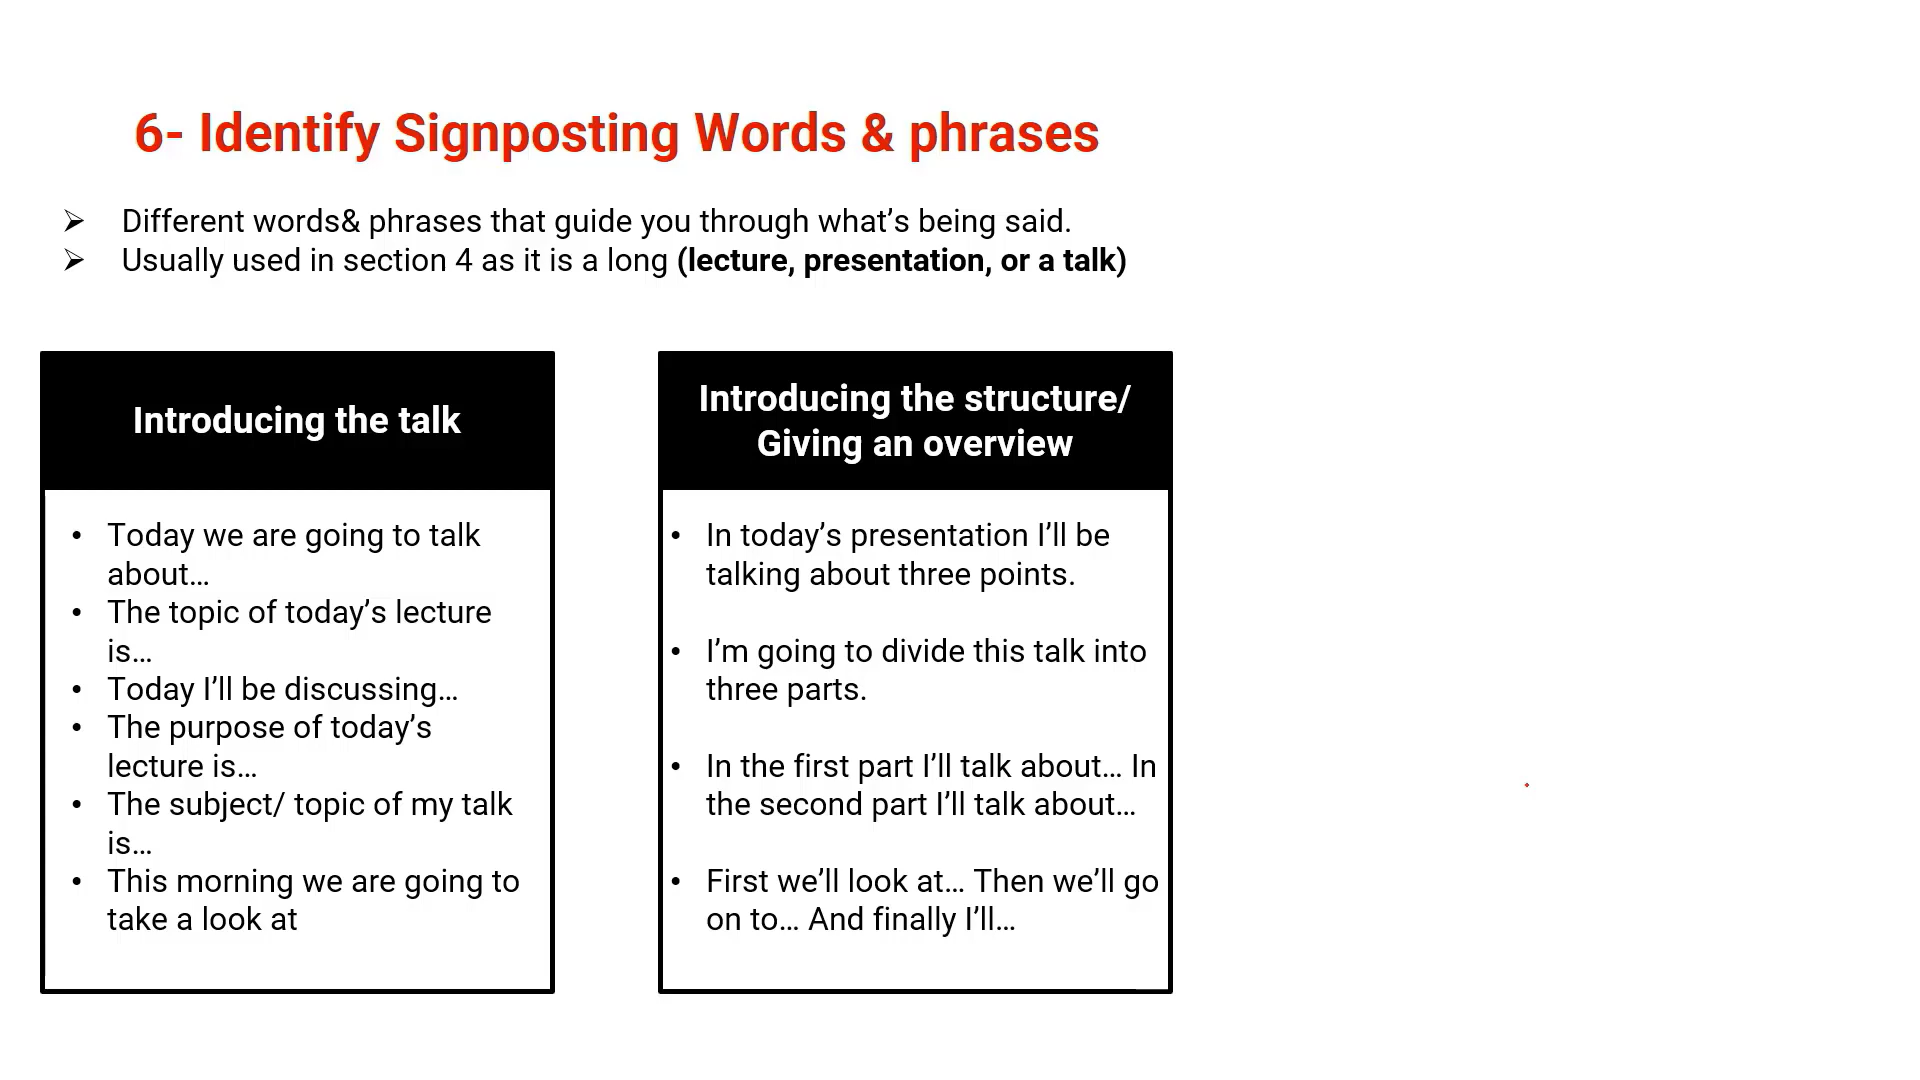 6- Identify Signposting Words & phrases
➢ Different words& phrases that guide you through what’s being said.
➢ Usually used in section 4 as it is a long (lecture, presentation, or a talk)
Introducing the talk
• Today we are going to talk
about…
• The topic of today’s lecture
is…
• Today I’ll be discussing…
• The purpose of today’s
lecture is…
• The subject/ topic of my talk
is…
• This morning we are going to
take a look at
Introducing the structure/
Giving an overview
• In today’s presentation I’ll be
talking about three points.
• I’m going to divide this talk into
three parts.
• In the first part I’ll talk about… In
the second part I’ll talk about…
• First we’ll look at… Then we’ll go
on to… And finally I’ll…